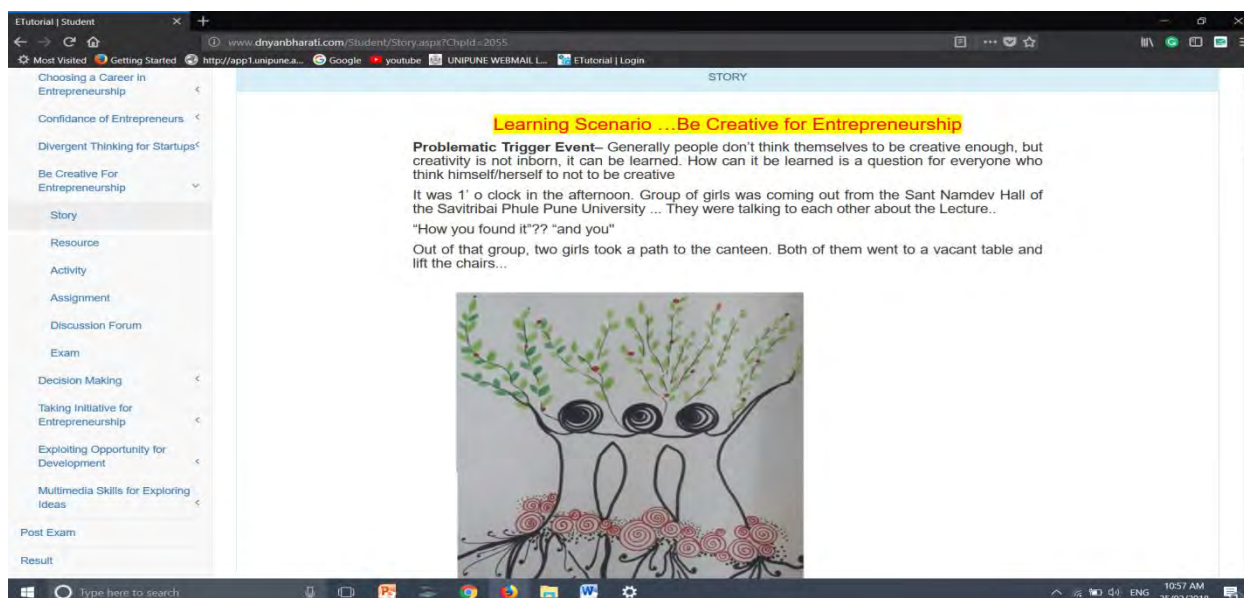 ETutorial | Student
www.dnyanbharati.com/Student/Story.aspx?ChpId=2055
Most Visited Getting Started http://app1.unipune.a... Google youtube UNIPUNE WEBMAIL L... ETutorial | Login
Choosing a Career in
Entrepreneurship
Confidance of Entrepreneurs
Divergent Thinking for Startups
Be Creative For
Entrepreneurship
Story
Resource
Activity
Assignment
Discussion Forum
Exam
Decision Making
Taking Initiative for
Entrepreneurship
Exploiting Opportunity for
Development
Multimedia Skills for Exploring
Ideas
Post Exam
Result
STORY
Learning Scenario ...Be Creative for Entrepreneurship
Problematic Trigger Event– Generally people don't think themselves to be creative enough, but
creativity is not inborn, it can be learned. How can it be learned is a question for everyone who
think himself/herself to not to be creative
It was 1' o clock in the afternoon. Group of girls was coming out from the Sant Namdev Hall of
the Savitribai Phule Pune University ... They were talking to each other about the Lecture..
“How you found it”?? “and you"
Out of that group, two girls took a path to the canteen. Both of them went to a vacant table and
lift the chairs...
Type here to search
ENG
10:57 AM